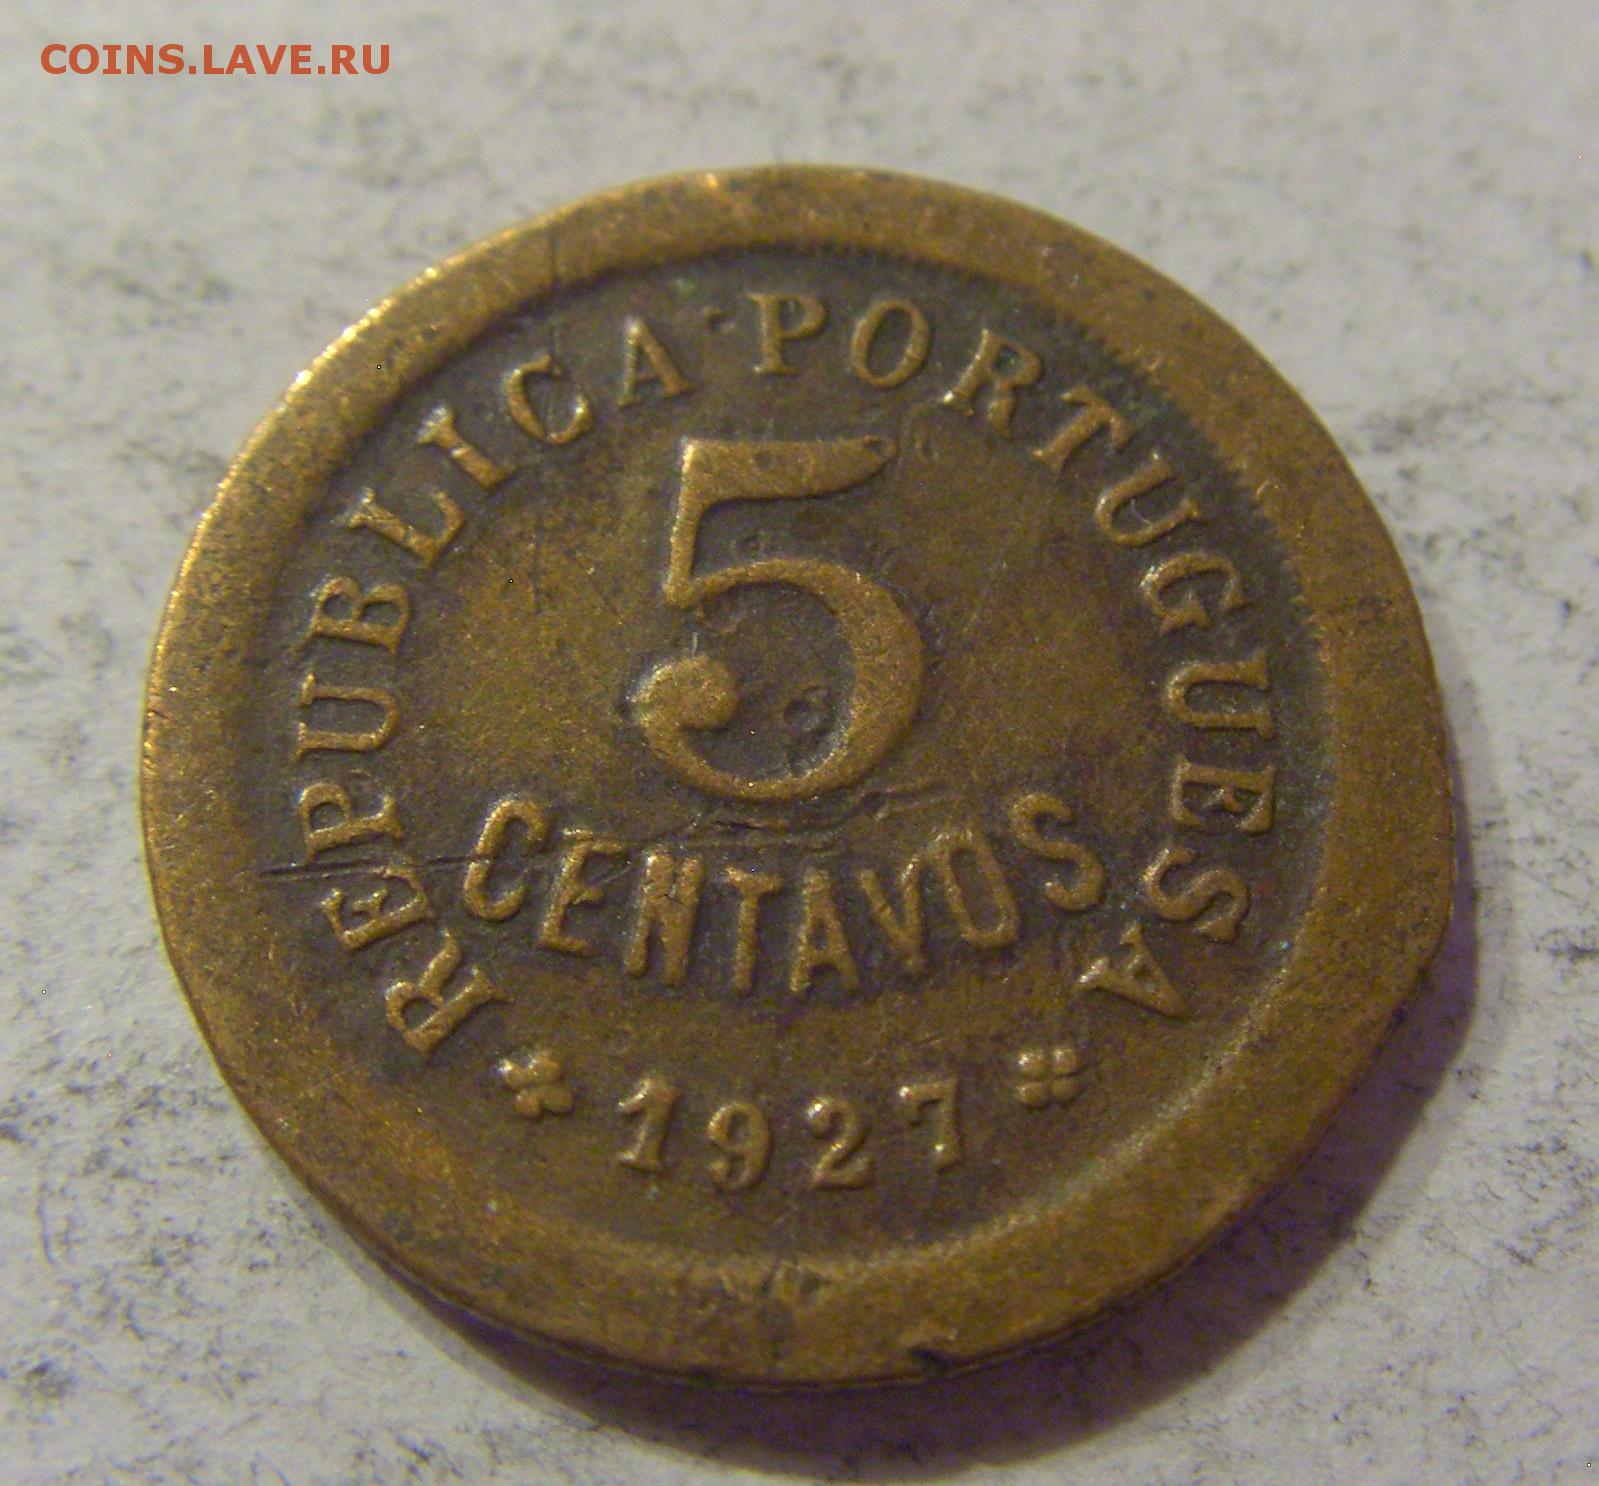 COINS.LAVE.RU
REPUBLICA PORTUGUESA
5
CENTAVOS
1927